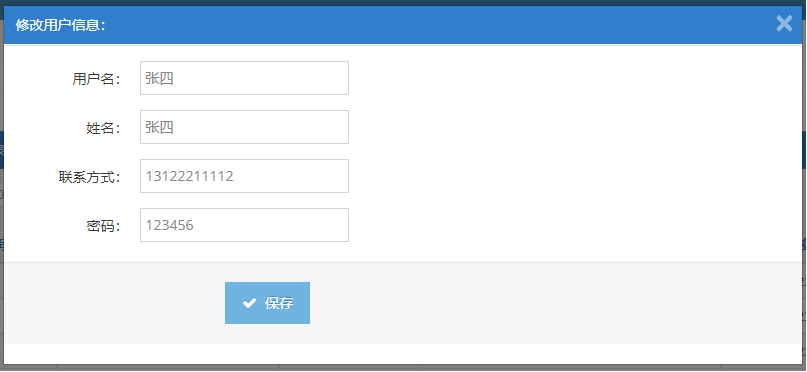 修改用户信息：
用户名： 张四
姓名： 张四
联系方式： 13122211112
密码： 123456
保存